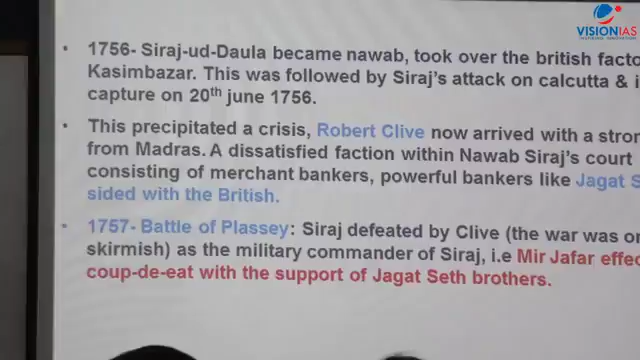 VISIONIAS
INSPIRING INNOVATION
• 1756- Siraj-ud-Daula became nawab, took over the british facto
Kasimbazar. This was followed by Siraj's attack on calcutta & i
capture on 20th june 1756.
• This precipitated a crisis, Robert Clive now arrived with a stron
from Madras. A dissatisfied faction within Nawab Siraj's court
consisting of merchant bankers, powerful bankers like Jagat S
sided with the British.
• 1757- Battle of Plassey: Siraj defeated by Clive (the war was on
skirmish) as the military commander of Siraj, i.e Mir Jafar effec
coup-de-eat with the support of Jagat Seth brothers.